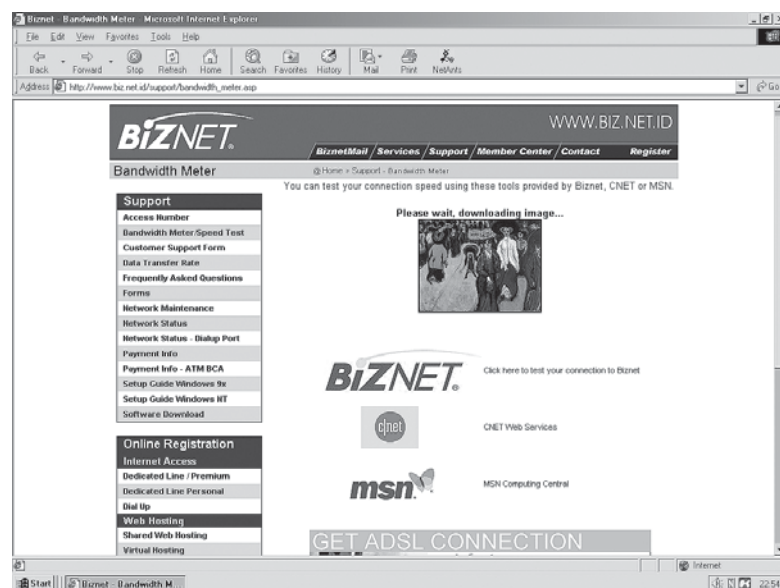 Biznet - Bandwidth Meter - Microsoft Internet Explorer
File Edit View Favorites Tools Help
Back Forward Stop Refresh Home Search Favorites History Mail Print NetAnts
Address http://www.biz.net.id/support/bandwidth_meter.asp Go
BiZNET.
WWW.BIZ.NET.ID
BiznetMail / Services / Support / Member Center / Contact Register
Bandwidth Meter
@ Home > Support - Bandwidth Meter
You can test your connection speed using these tools provided by Biznet, CNET or MSN.
Support
Access Number
Bandwidth Meter/Speed Test
Customer Support Form
Data Transfer Rate
Frequently Asked Questions
Forms
Network Maintenance
Network Status
Network Status - Dialup Port
Payment Info
Payment Info - ATM BCA
Setup Guide Windows 9x
Setup Guide Windows NT
Software Download
Online Registration
Internet Access
Dedicated Line / Premium
Dedicated Line Personal
Dial Up
Web Hosting
Shared Web Hosting
Virtual Hosting
Please wait, downloading image...
BiZNET.
Click here to test your connection to Biznet
c|net
CNET Web Services
msn
MSN Computing Central
GET ADSL CONNECTION
Internet
Start Biznet - Bandwidth M... 22:54